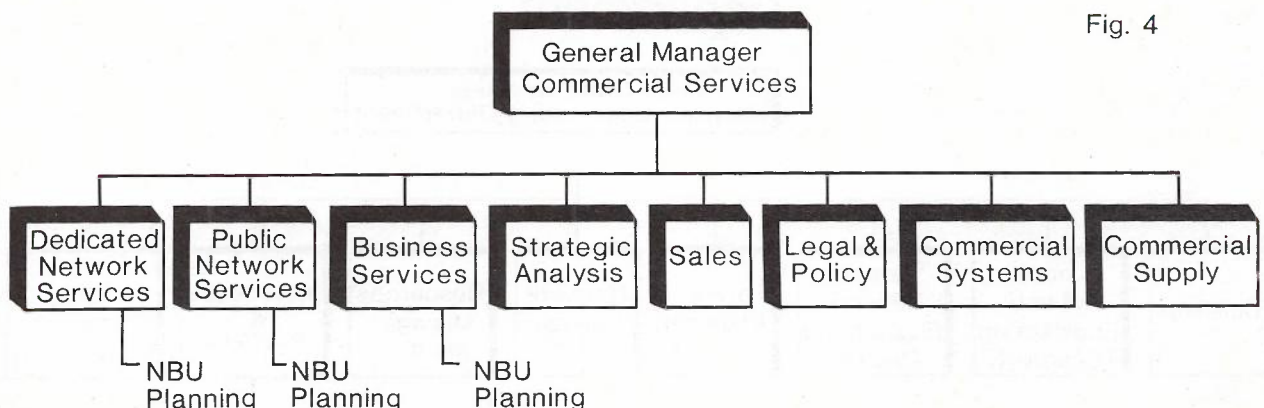 Fig. 4
General Manager
Commercial Services
Dedicated
Network
Services
Public
Network
Services
Business
Services
Strategic
Analysis
Sales
Legal &
Policy
Commercial
Systems
Commercial
Supply
NBU
Planning
NBU
Planning
NBU
Planning